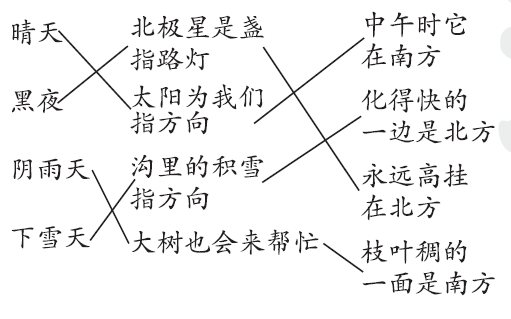 晴天
黑夜
阴雨天
下雪天
北极星是盏
指路灯
太阳为我们
指方向
沟里的积雪
指方向
大树也会来帮忙
中午时它
在南方
化得快的
一边是北方
永远高挂
在北方
枝叶稠的
一面是南方